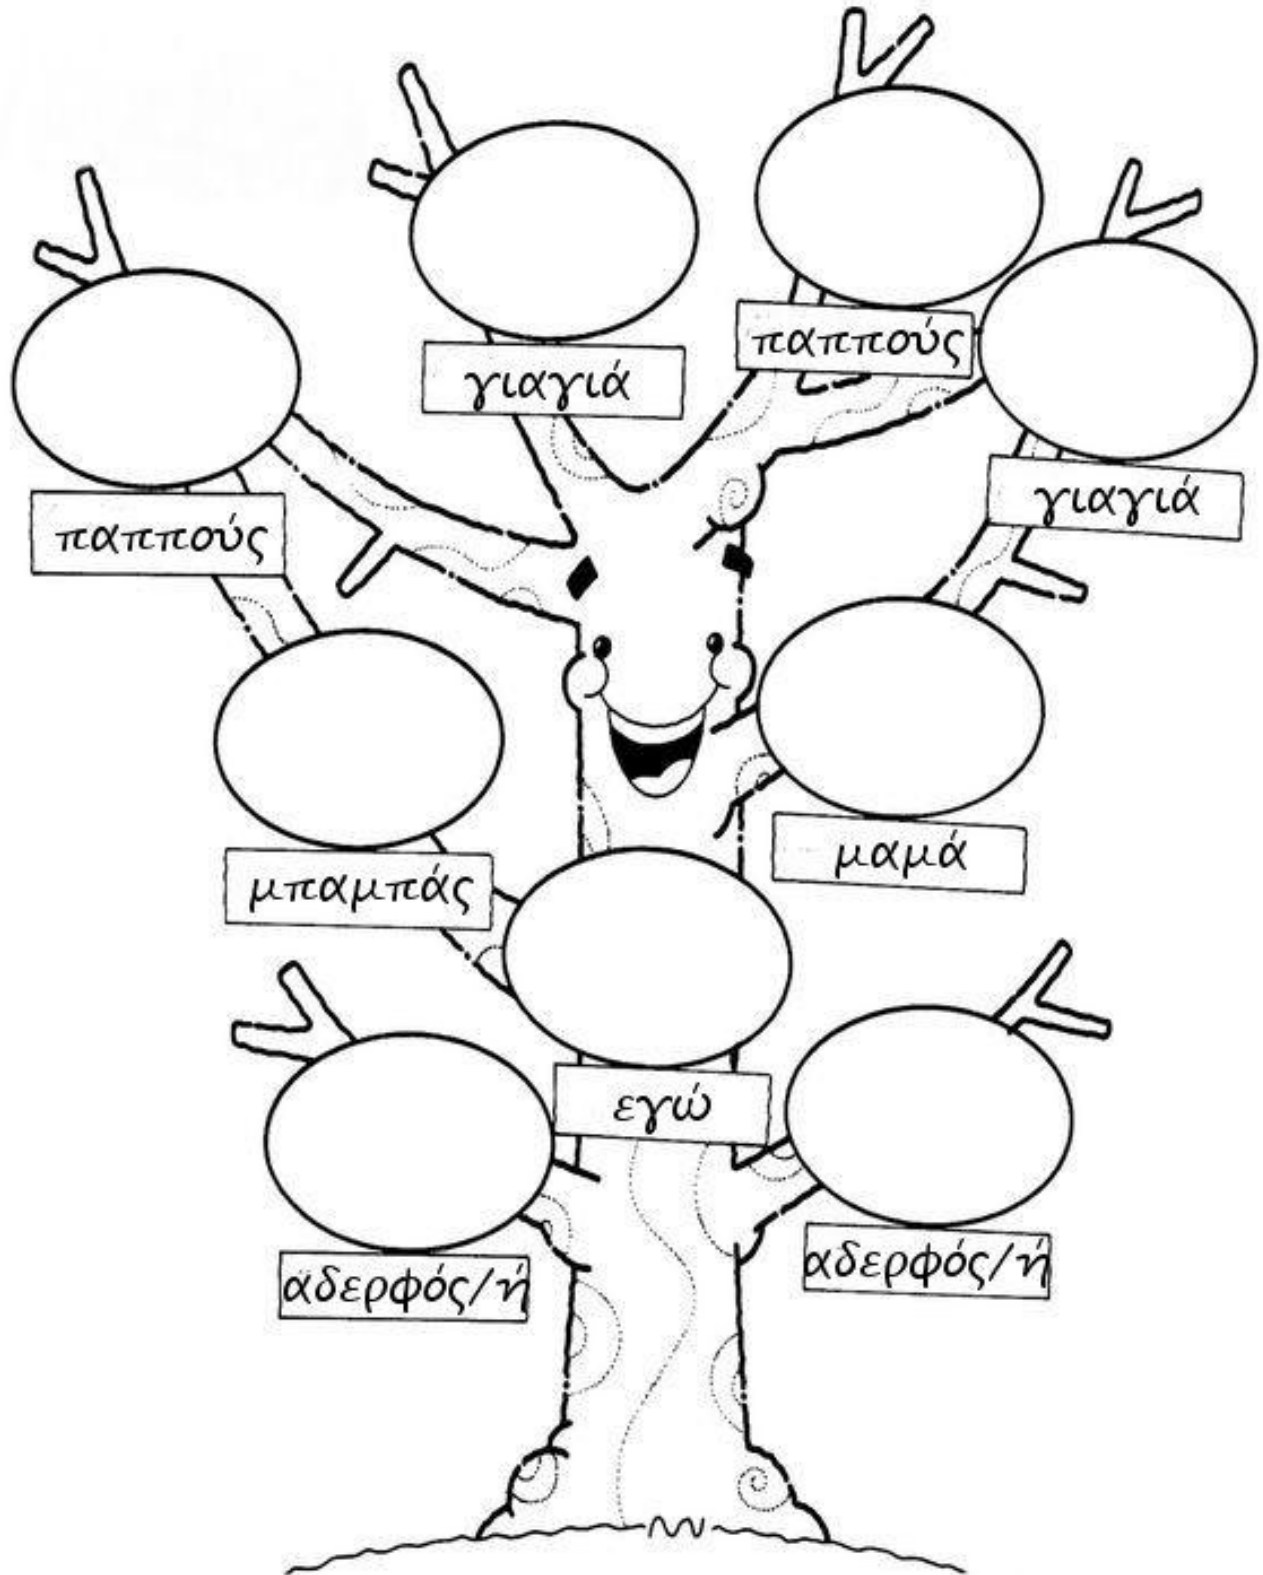 παππούς
γιαγιά
παππούς
γιαγιά
μπαμπάς
μαμά
εγώ
αδερφός/ή
αδερφός/ή